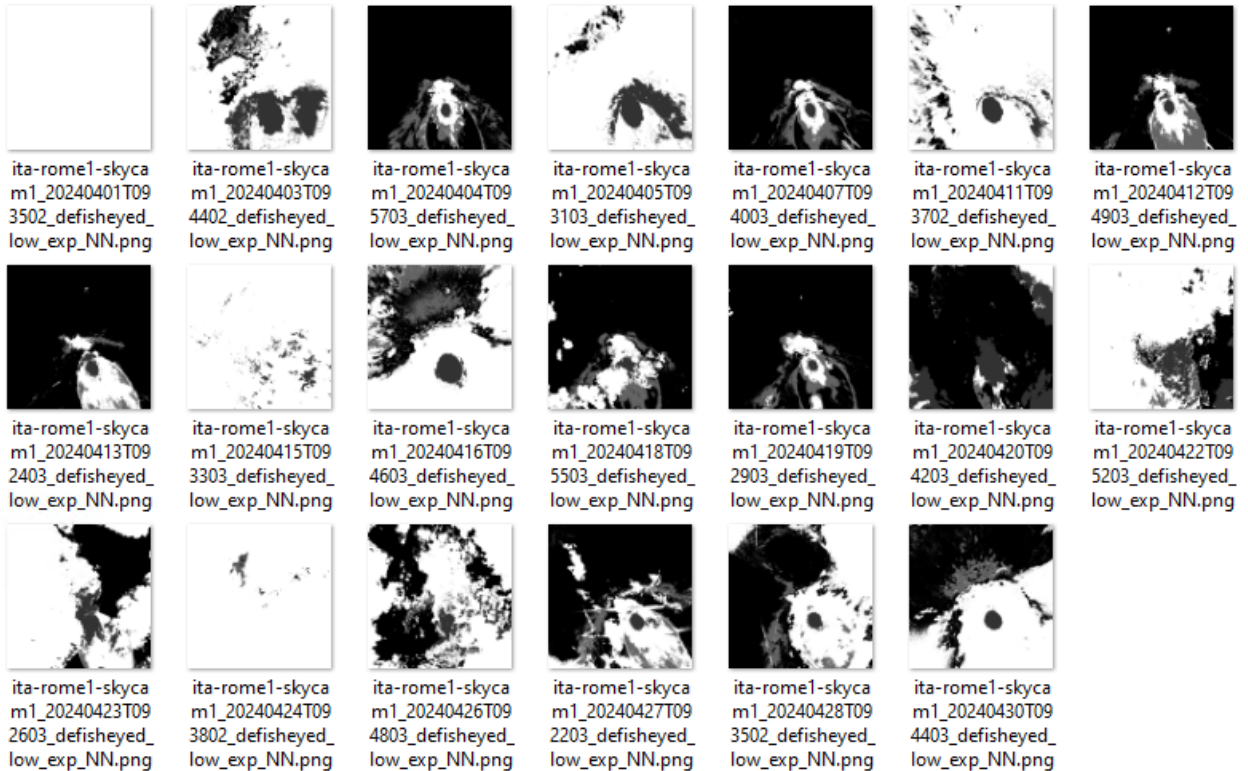 ita-rome1-skyca
m1_20240401T09
3502_defisheyed_
low_exp_NN.png
ita-rome1-skyca
m1_20240403T09
4402_defisheyed_
low_exp_NN.png
ita-rome1-skyca
m1_20240404T09
5703_defisheyed_
low_exp_NN.png
ita-rome1-skyca
m1_20240405T09
3103_defisheyed_
low_exp_NN.png
ita-rome1-skyca
m1_20240407T09
4003_defisheyed_
low_exp_NN.png
ita-rome1-skyca
m1_20240411T09
3702_defisheyed_
low_exp_NN.png
ita-rome1-skyca
m1_20240412T09
4903_defisheyed_
low_exp_NN.png
ita-rome1-skyca
m1_20240413T09
2403_defisheyed_
low_exp_NN.png
ita-rome1-skyca
m1_20240415T09
3303_defisheyed_
low_exp_NN.png
ita-rome1-skyca
m1_20240416T09
4603_defisheyed_
low_exp_NN.png
ita-rome1-skyca
m1_20240418T09
5503_defisheyed_
low_exp_NN.png
ita-rome1-skyca
m1_20240419T09
2903_defisheyed_
low_exp_NN.png
ita-rome1-skyca
m1_20240420T09
4203_defisheyed_
low_exp_NN.png
ita-rome1-skyca
m1_20240422T09
5203_defisheyed_
low_exp_NN.png
ita-rome1-skyca
m1_20240423T09
2603_defisheyed_
low_exp_NN.png
ita-rome1-skyca
m1_20240424T09
3802_defisheyed_
low_exp_NN.png
ita-rome1-skyca
m1_20240426T09
4803_defisheyed_
low_exp_NN.png
ita-rome1-skyca
m1_20240427T09
2203_defisheyed_
low_exp_NN.png
ita-rome1-skyca
m1_20240428T09
3502_defisheyed_
low_exp_NN.png
ita-rome1-skyca
m1_20240430T09
4403_defisheyed_
low_exp_NN.png